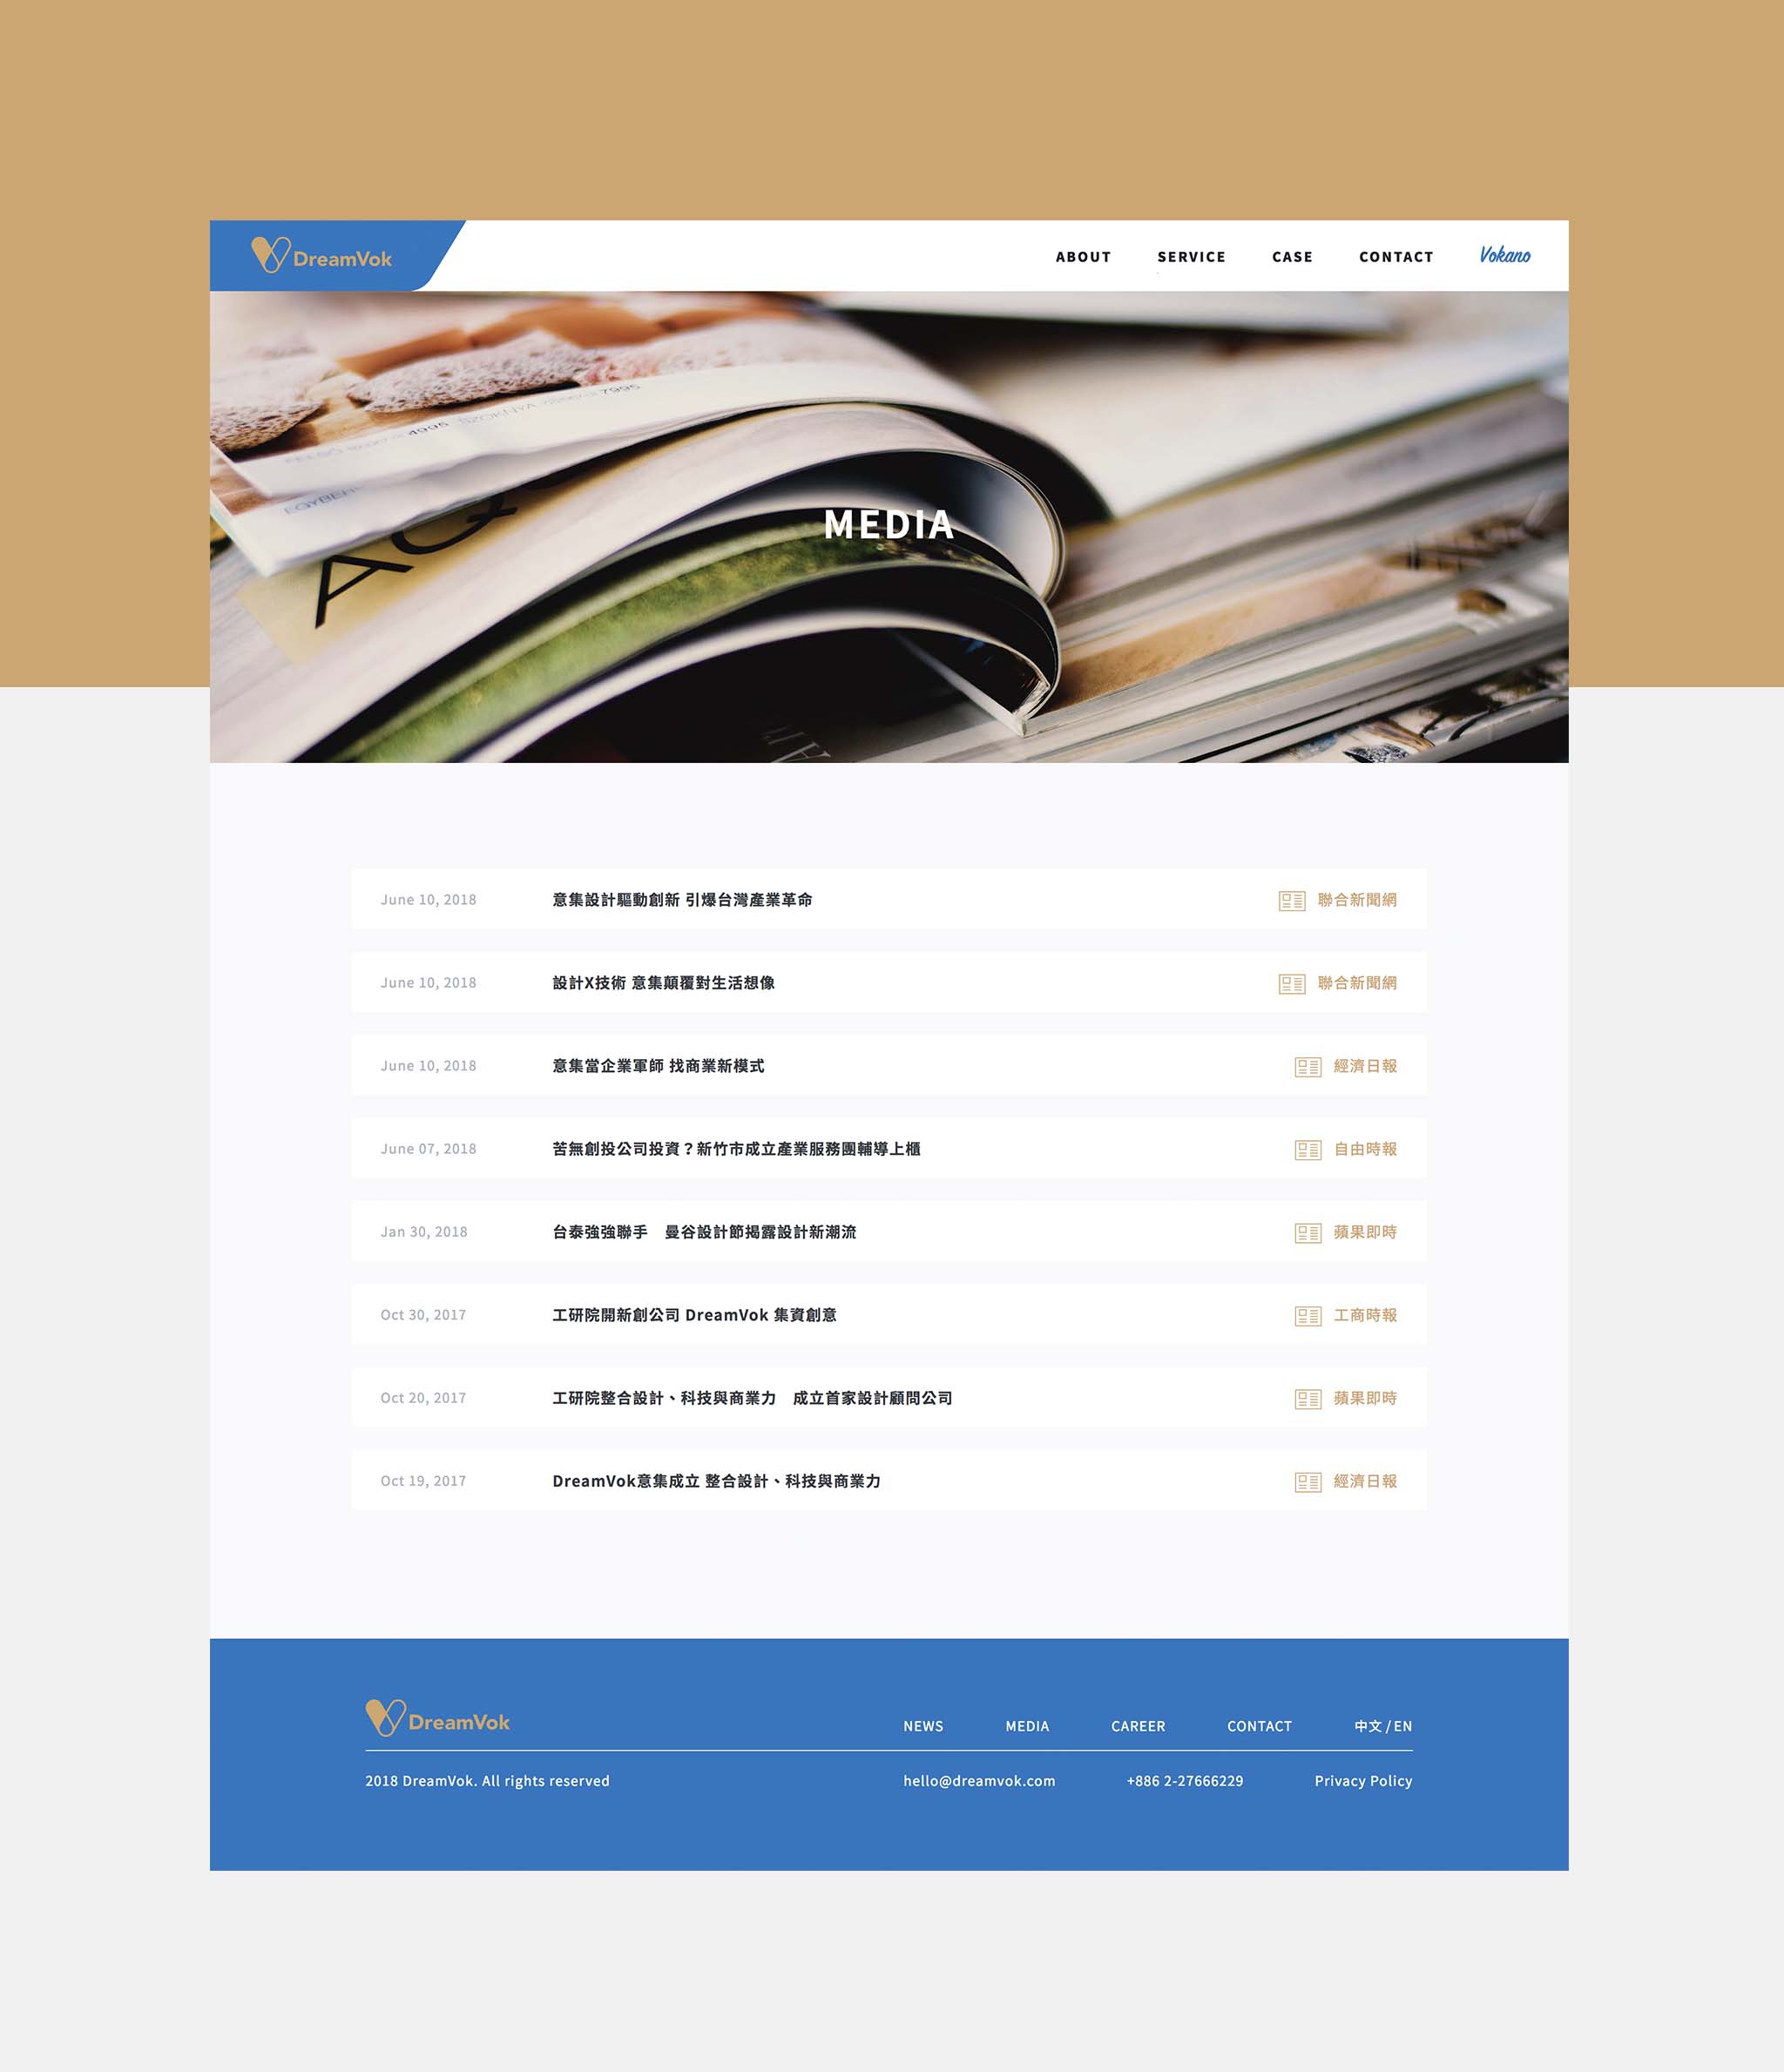 DreamVok
ABOUT SERVICE CASE CONTACT Vokano
7995
4995 SZOKNYA
EGYBER
MEDIA
June 10, 2018 意集設計驅動創新 引爆台灣產業革命 聯合新聞網
June 10, 2018 設計X技術 意集顛覆對生活想像 聯合新聞網
June 10, 2018 意集當企業軍師 找商業新模式 經濟日報
June 07, 2018 苦無創投公司投資？新竹市成立產業服務團輔導上櫃 自由時報
Jan 30, 2018 台泰強強聯手　曼谷設計節揭露設計新潮流 蘋果即時
Oct 30, 2017 工研院開新創公司 DreamVok 集資創意 工商時報
Oct 20, 2017 工研院整合設計、科技與商業力　成立首家設計顧問公司 蘋果即時
Oct 19, 2017 DreamVok意集成立 整合設計、科技與商業力 經濟日報
DreamVok
NEWS MEDIA CAREER CONTACT 中文 / EN
2018 DreamVok. All rights reserved hello@dreamvok.com +886 2-27666229 Privacy Policy